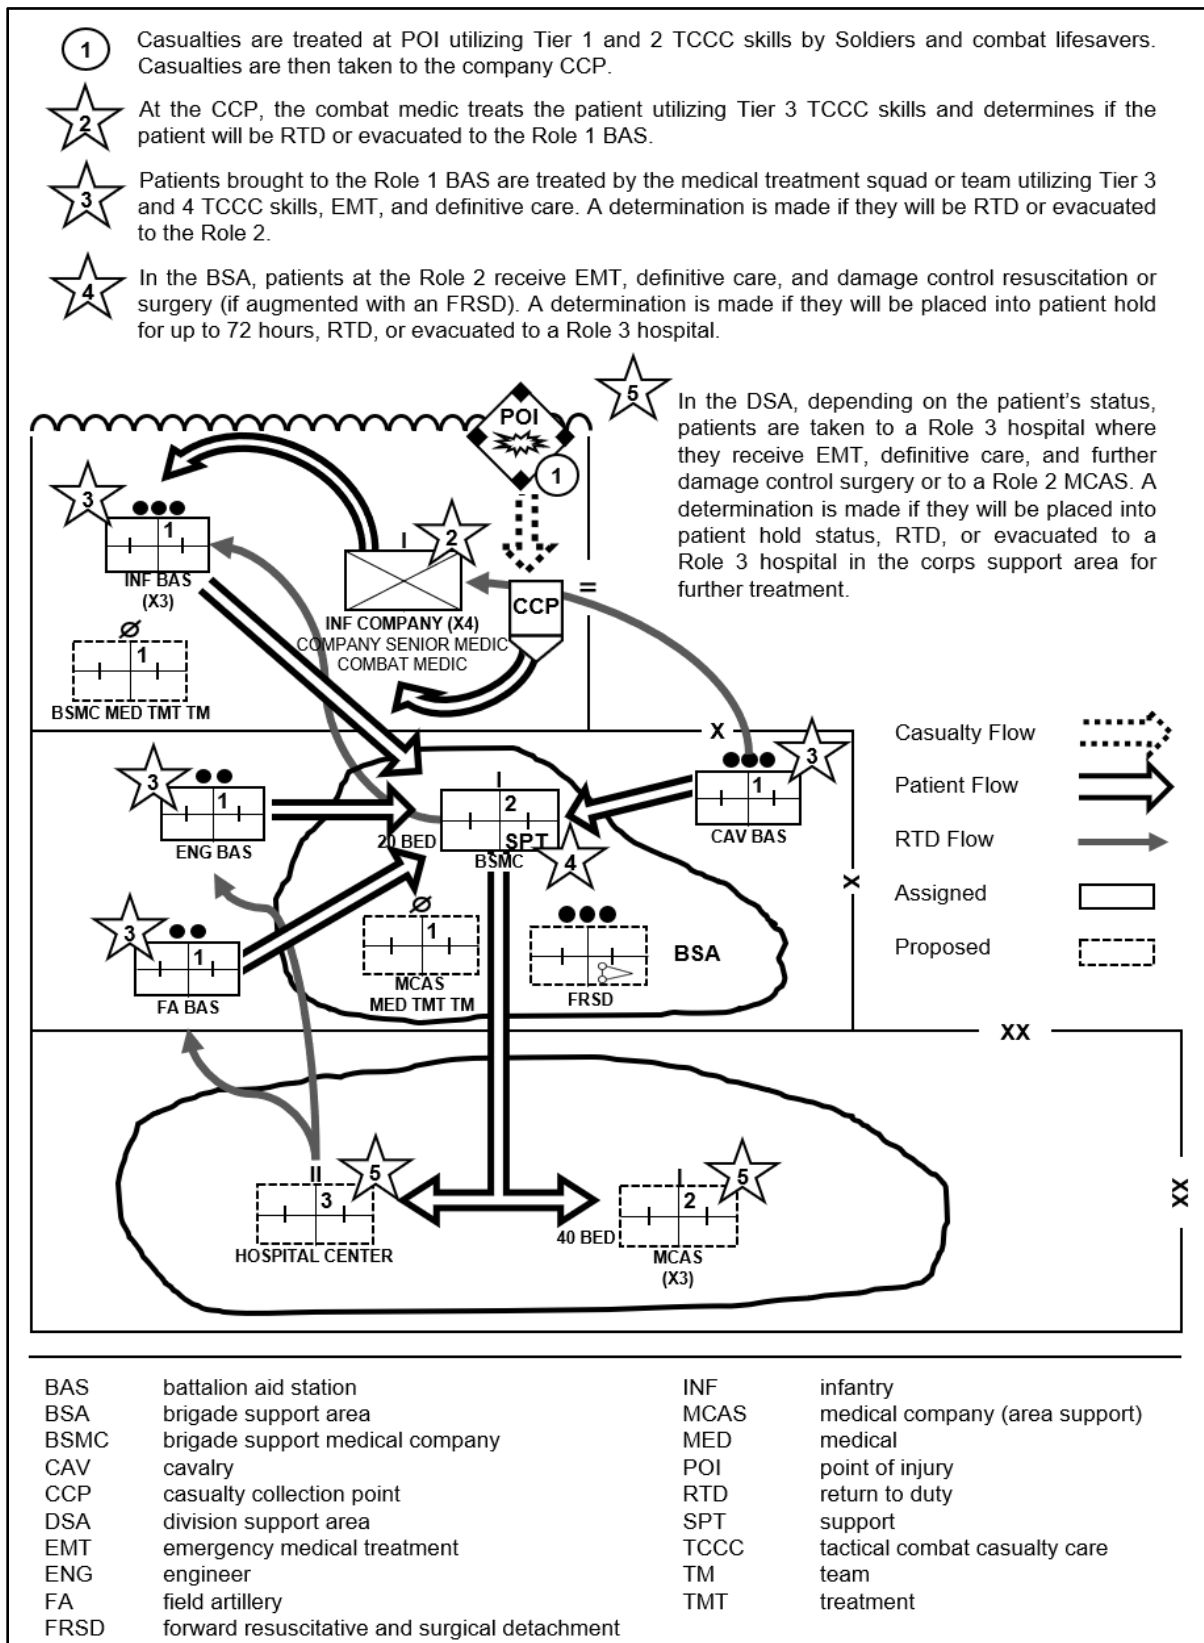 1
Casualties are treated at POI utilizing Tier 1 and 2 TCCC skills by Soldiers and combat lifesavers.
Casualties are then taken to the company CCP.
2
At the CCP, the combat medic treats the patient utilizing Tier 3 TCCC skills and determines if the
patient will be RTD or evacuated to the Role 1 BAS.
3
Patients brought to the Role 1 BAS are treated by the medical treatment squad or team utilizing Tier 3
and 4 TCCC skills, EMT, and definitive care. A determination is made if they will be RTD or evacuated
to the Role 2.
4
In the BSA, patients at the Role 2 receive EMT, definitive care, and damage control resuscitation or
surgery (if augmented with an FRSD). A determination is made if they will be placed into patient hold
for up to 72 hours, RTD, or evacuated to a Role 3 hospital.
5
In the DSA, depending on the patient's status,
patients are taken to a Role 3 hospital where
they receive EMT, definitive care, and further
damage control surgery or to a Role 2 MCAS. A
determination is made if they will be placed into
patient hold status, RTD, or evacuated to a
Role 3 hospital in the corps support area for
further treatment.
POI
1
3
1
INF BAS
(X3)
I
2
INF COMPANY (X4)
COMPANY SENIOR MEDIC
COMBAT MEDIC
CCP
=
1
BSMC MED TMT TM
X
3
1
ENG BAS
I
2
20 BED
SPT
BSMC
4
3
1
CAV BAS
X
3
1
FA BAS
1
MCAS
MED TMT TM
FRSD
BSA
Casualty Flow
Patient Flow
RTD Flow
Assigned
Proposed
XX
II
5
3
HOSPITAL CENTER
I
5
2
40 BED
MCAS
(X3)
XX
BAS battalion aid station
BSA brigade support area
BSMC brigade support medical company
CAV cavalry
CCP casualty collection point
DSA division support area
EMT emergency medical treatment
ENG engineer
FA field artillery
FRSD forward resuscitative and surgical detachment
INF infantry
MCAS medical company (area support)
MED medical
POI point of injury
RTD return to duty
SPT support
TCCC tactical combat casualty care
TM team
TMT treatment